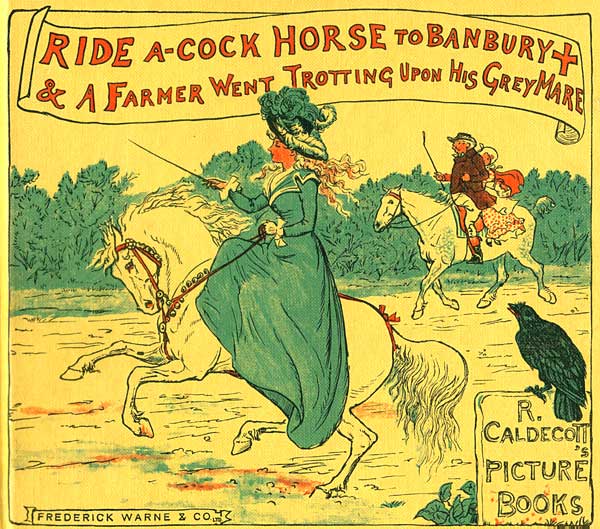 RIDE A-COCK HORSE TO BANBURY ✝
& A FARMER WENT TROTTING UPON HIS GREY MARE
R.
CALDECOTT
'S
PICTURE
BOOKS
FREDERICK WARNE & CO. LTD.